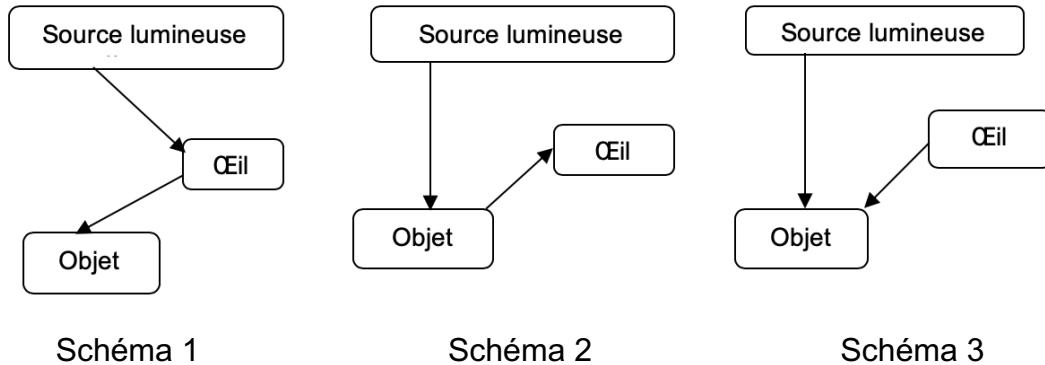 Source lumineuse
Œil
Objet
Schéma 1
Source lumineuse
Œil
Objet
Schéma 2
Source lumineuse
Œil
Objet
Schéma 3